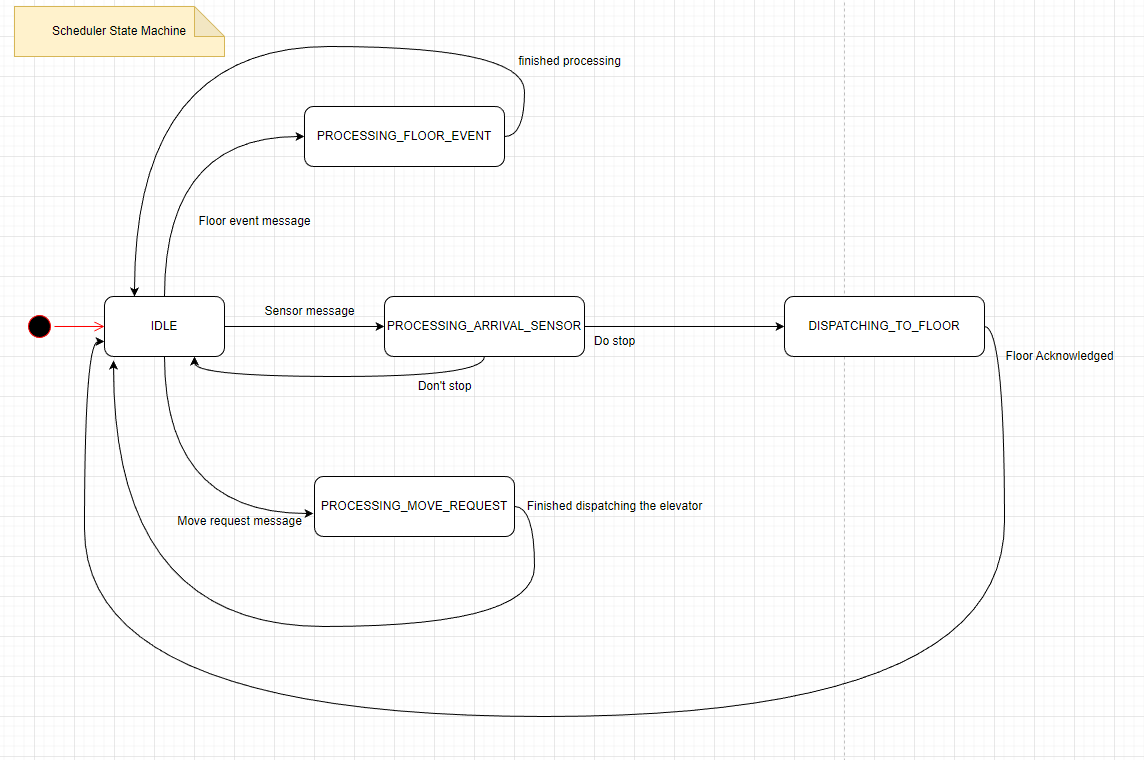 Scheduler State Machine
finished processing
PROCESSING_FLOOR_EVENT
Floor event message
Sensor message
IDLE
PROCESSING_ARRIVAL_SENSOR
DISPATCHING_TO_FLOOR
Do stop
Floor Acknowledged
Don't stop
PROCESSING_MOVE_REQUEST
Finished dispatching the elevator
Move request message